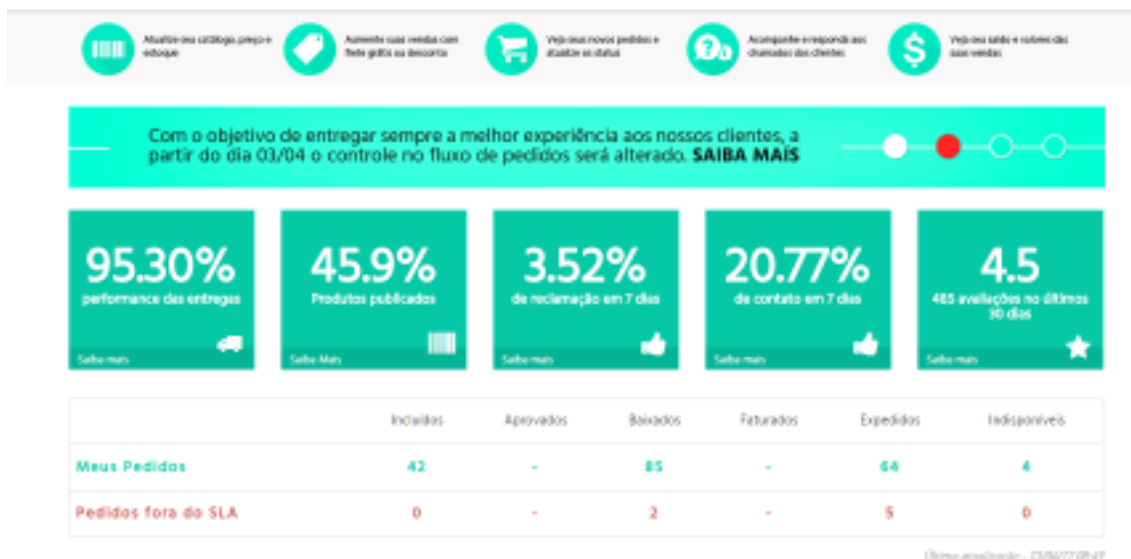 Atualize seu catálogo, preço e
estoque
Aumente suas vendas com
frete grátis ou desconto
Veja seus novos pedidos e
atualize os status
Acompanhe e responda aos
chamados dos clientes
Veja seu saldo e valores das
suas vendas
Com o objetivo de entregar sempre a melhor experiência aos nossos clientes, a
partir do dia 03/04 o controle no fluxo de pedidos será alterado. SAIBA MAIS
95.30%
performance das entregas
Saiba mais
45.9%
Produtos publicados
Saiba Mais
3.52%
de reclamação em 7 dias
Saiba mais
20.77%
de contato em 7 dias
Saiba mais
4.5
485 avaliações no últimos
30 dias
Saiba mais
Incluídos Aprovados Baixados Faturados Expedidos Indisponíveis
Meus Pedidos 42 - 85 - 64 4
Pedidos fora do SLA 0 - 2 - 5 0
Última atualização -